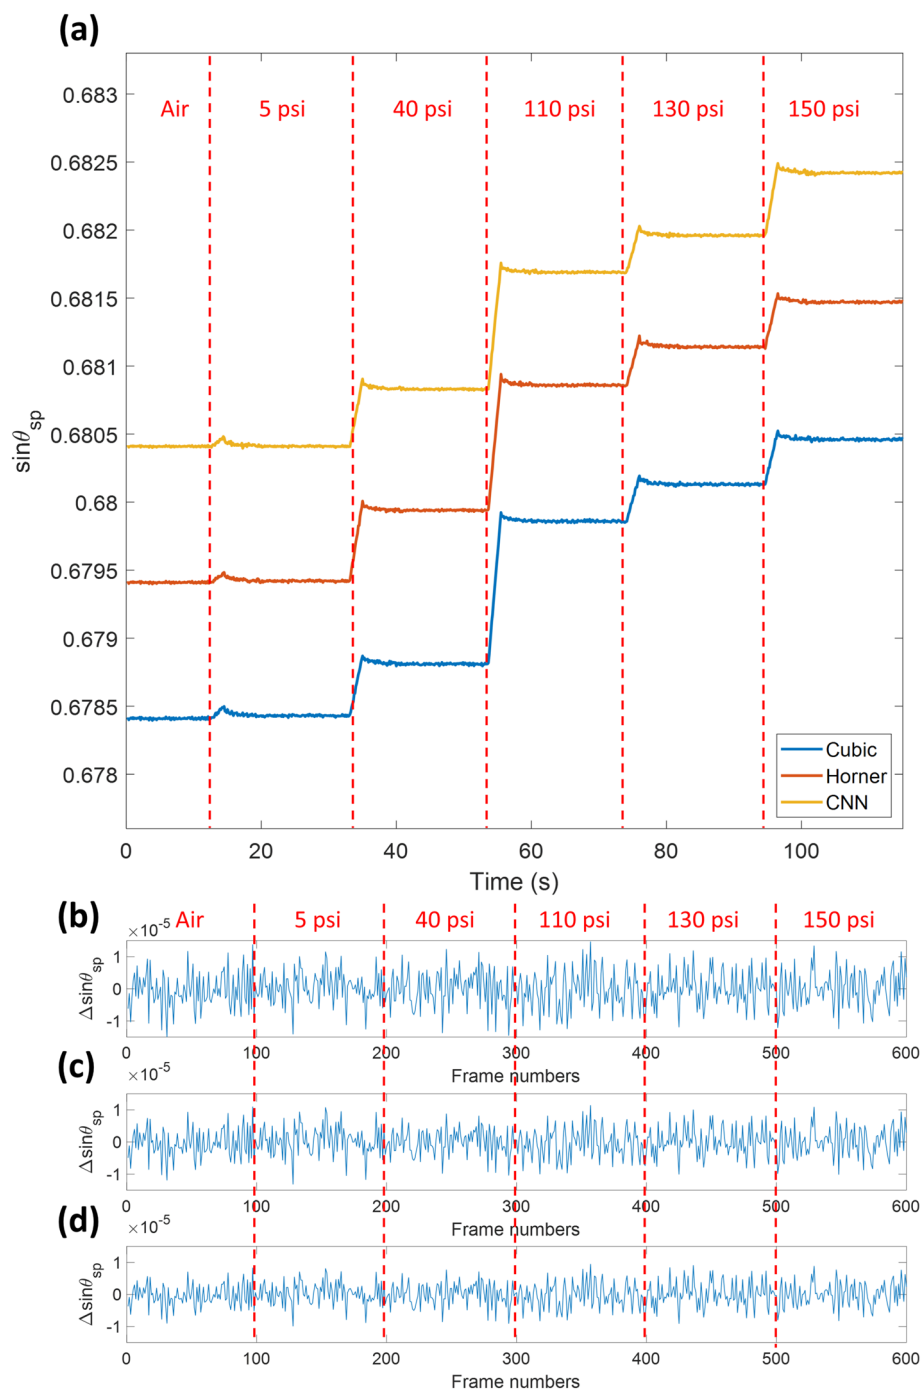 (a)
Air 5 psi 40 psi 110 psi 130 psi 150 psi
0.683
0.6825
0.682
0.6815
0.681
0.6805
0.68
0.6795
0.679
0.6785
0.678
sinθsp
Cubic
Horner
CNN
0 20 40 60 80 100
Time (s)
(b)
Air 5 psi 40 psi 110 psi 130 psi 150 psi
×10-5
1
0
-1
Δsinθsp
0 100 200 300 400 500 600
Frame numbers
(c)
×10-5
1
0
-1
Δsinθsp
0 100 200 300 400 500 600
Frame numbers
(d)
×10-5
1
0
-1
Δsinθsp
0 100 200 300 400 500 600
Frame numbers